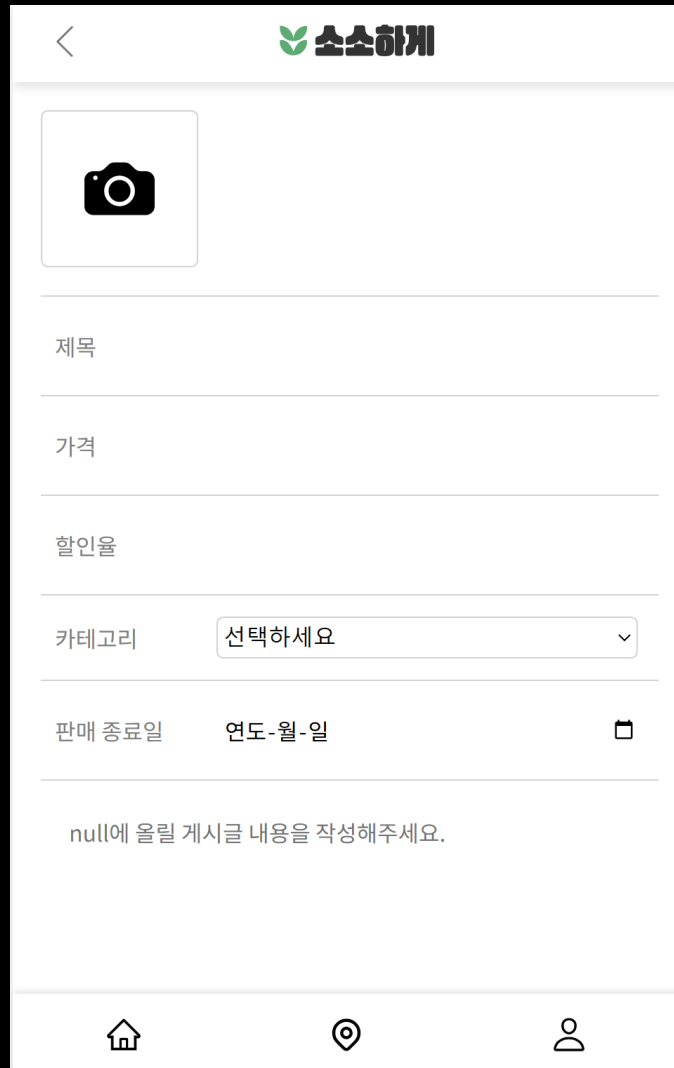 소소하게
제목
가격
할인율
카테고리 선택하세요
판매 종료일 연도-월-일
null에 올릴 게시글 내용을 작성해주세요.